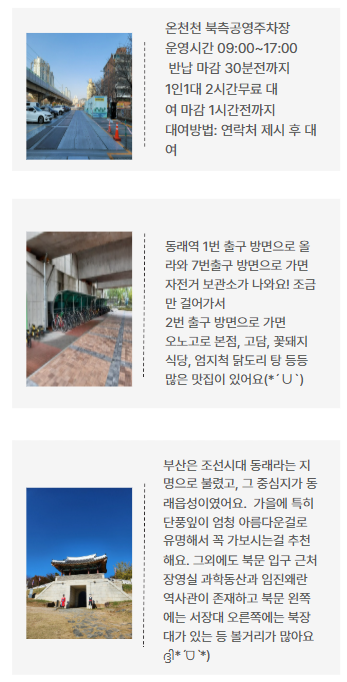 온천천 북측공영주차장
운영시간 09:00~17:00
반납 마감 30분전까지
1인1대 2시간무료 대
여 마감 1시간전까지
대여방법: 연락처 제시 후 대
여
동래역 1번 출구 방면으로 올
라와 7번출구 방면으로 가면
자전거 보관소가 나와요! 조금
만 걸어가서
2번 출구 방면으로 가면
오노고로 본점, 고담, 꽃돼지
식당, 엄지척 닭도리 탕 등등
많은 맛집이 있어요(*´∪`)
부산은 조선시대 동래라는 지
명으로 불렸고, 그 중심지가 동
래읍성이였어요. 가을에 특히
단풍잎이 엄청 아름다운걸로
유명해서 꼭 가보시는걸 추천
해요. 그외에도 북문 입구 근처
장영실 과학동산과 임진왜란
역사관이 존재하고 북문 왼쪽
에는 서장대 오른쪽에는 북장
대가 있는 등 볼거리가 많아요